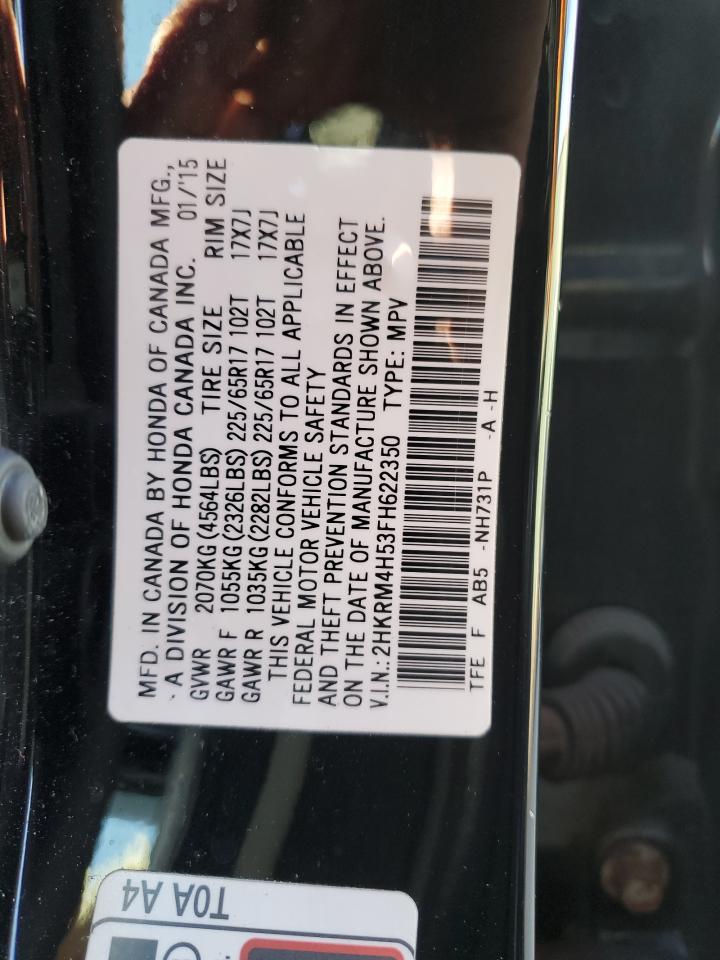 MFD. IN CANADA BY HONDA OF CANADA MFG.,
A DIVISION OF HONDA CANADA INC. 01/'15
GVWR 2070KG(4564LBS) TIRE SIZE RIM SIZE
GAWR F 1055KG(2326LBS) 225/65R17 102T 17X7J
GAWR R 1035KG(2282LBS) 225/65R17 102T 17X7J
THIS VEHICLE CONFORMS TO ALL APPLICABLE
FEDERAL MOTOR VEHICLE SAFETY
AND THEFT PREVENTION STANDARDS IN EFFECT
ON THE DATE OF MANUFACTURE SHOWN ABOVE.
V.I.N.: 2HKRM4H53FH622350 TYPE: MPV
TFE F AB5 -NH731P -A -H
T0A A4